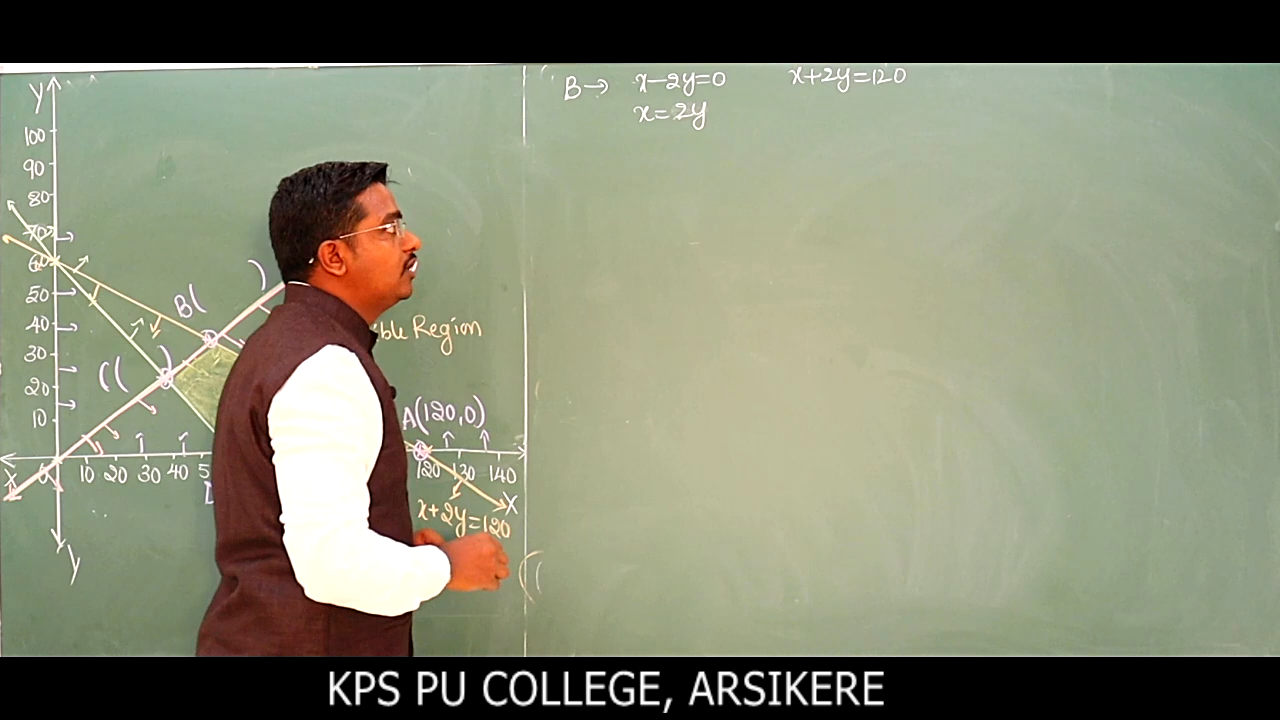 B→ x-2y=0 x+2y=120
x=2y
Y
100
90
80
70
60
50
40
30
20
10
B( )
C( )
ible Region
A(120,0)
X 0 10 20 30 40 5 120 130 140
X
x+2y=120
y
KPS PU COLLEGE, ARSIKERE